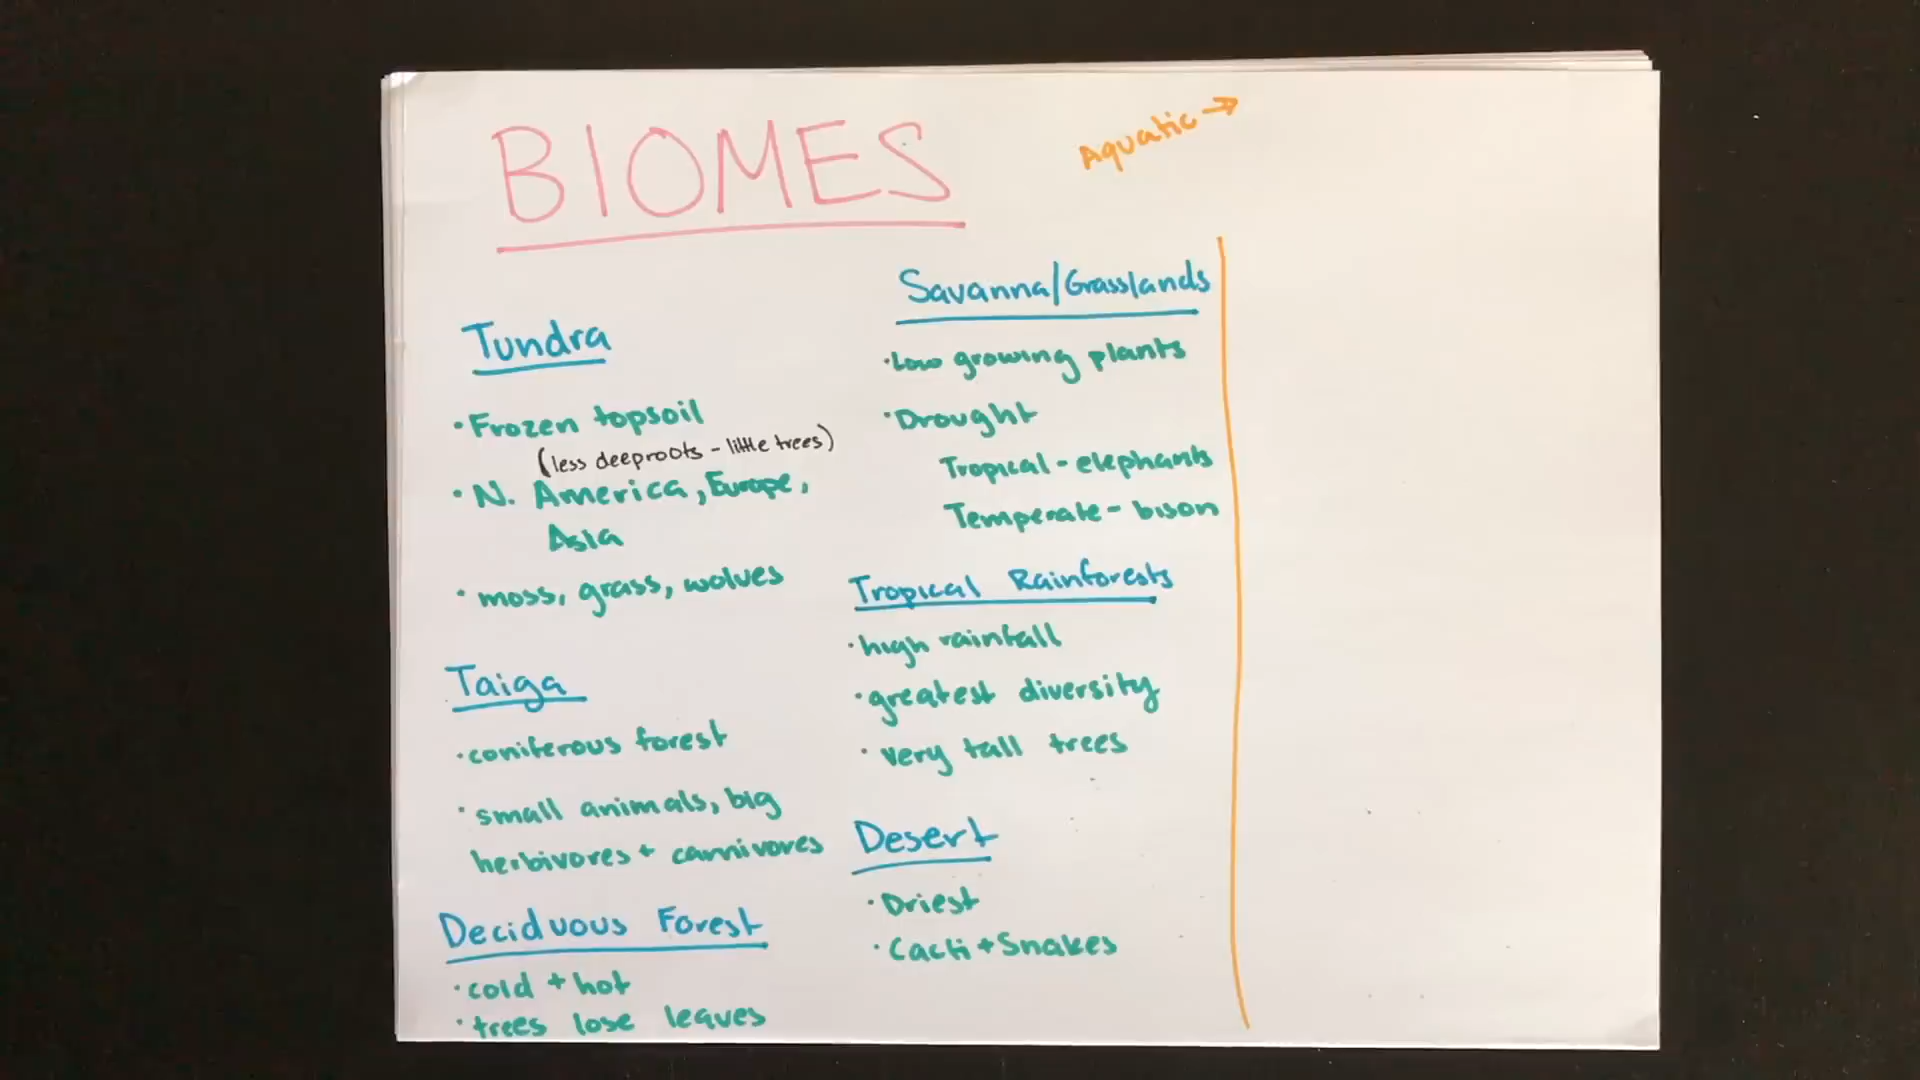 BIOMES
Aquatic →
Tundra
• Frozen topsoil
(less deeproots - little trees)
• N. America, Europe,
Asia
• moss, grass, wolves
Taiga
• coniferous forest
• small animals, big
herbivores + carnivores
Deciduous Forest
• cold + hot
• trees lose leaves
Savanna/Grasslands
• Low growing plants
• Drought
Tropical - elephants
Temperate - bison
Tropical Rainforests
• high rainfall
• greatest diversity
• very tall trees
Desert
• Driest
• Cacti + Snakes